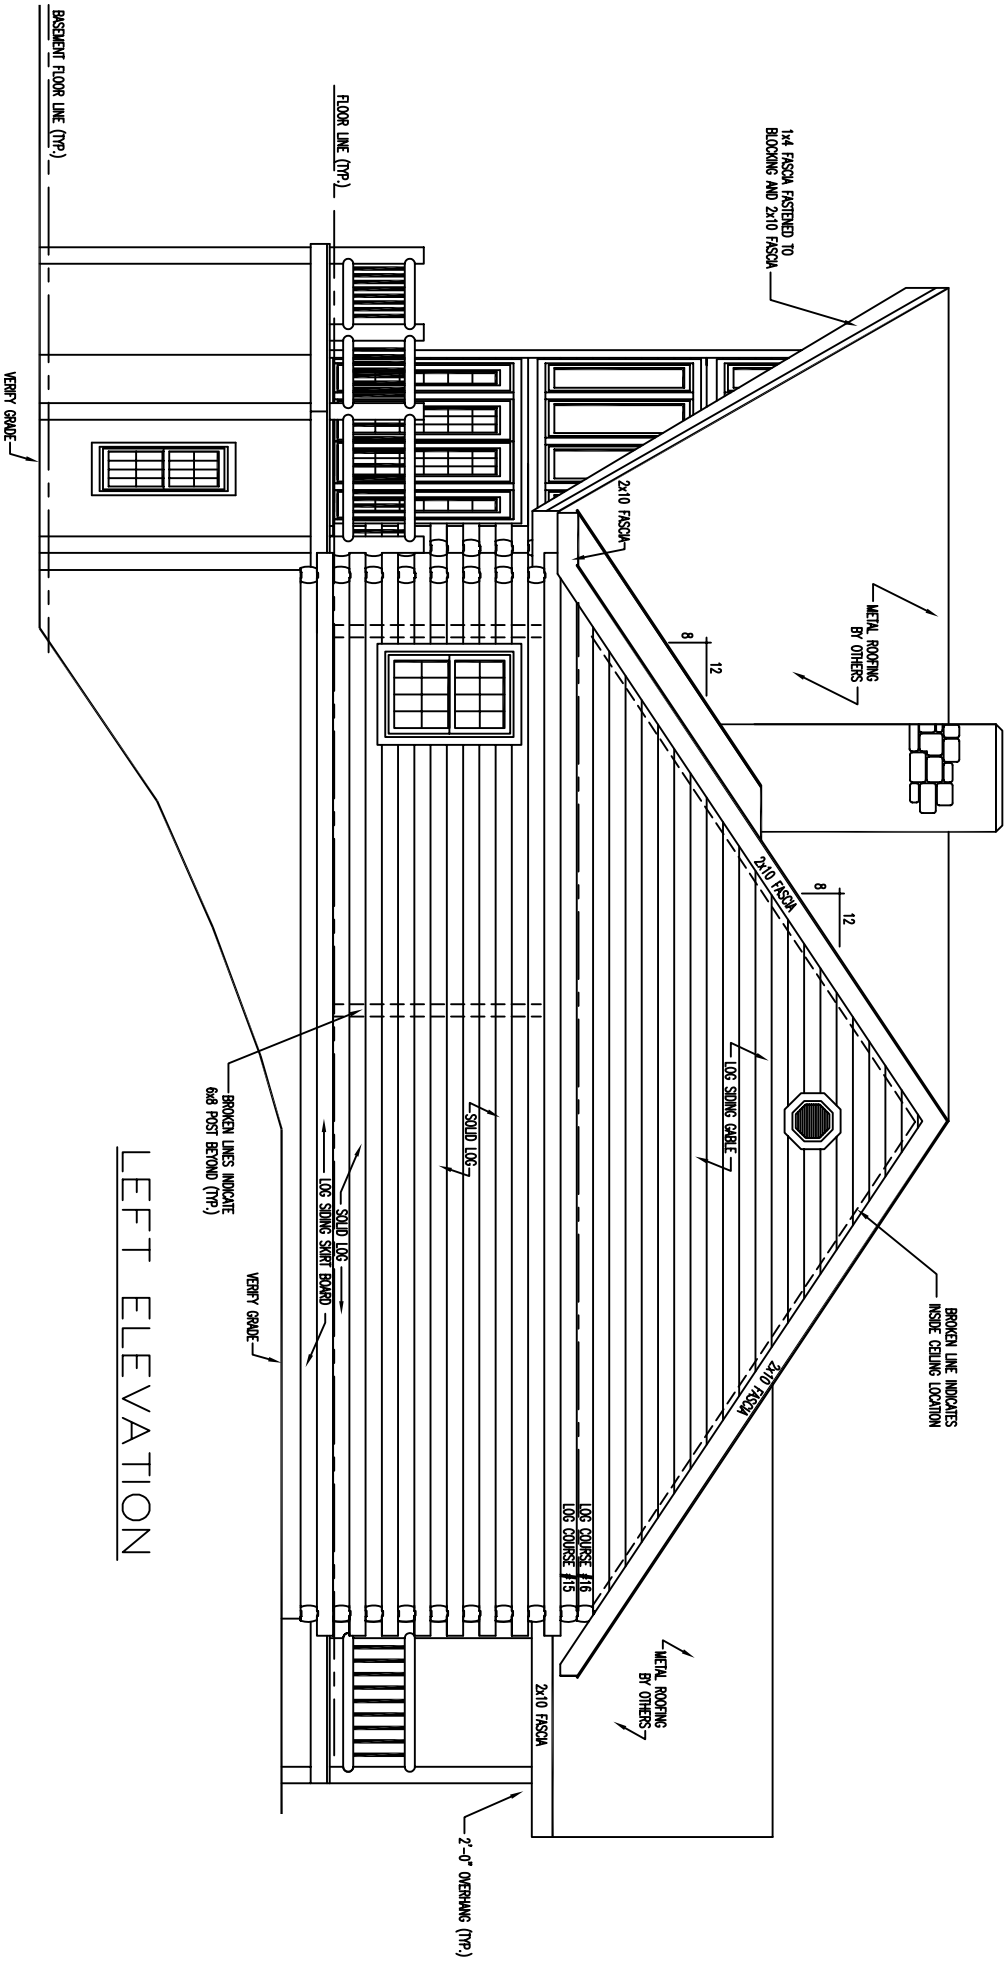 1x4 FASCIA FASTENED TO
BLOCKING AND 2x10 FASCIA
METAL ROOFING
BY OTHERS
BROKEN LINE INDICATES
INSIDE CEILING LOCATION
12
8
2x10 FASCIA
12
8
2x10 FASCIA
LOG SIDING GABLE
2x10 FASCIA
METAL ROOFING
BY OTHERS
LOG COURSE #16
LOG COURSE #15
2x10 FASCIA
FLOOR LINE (TYP.)
SOLID LOG
2'-0" OVERHANG (TYP.)
SOLID LOG
LOG SIDING SKIRT BOARD
BROKEN LINES INDICATE
6x8 POST BEYOND (TYP.)
VERIFY GRADE
BASEMENT FLOOR LINE (TYP.)
VERIFY GRADE
LEFT ELEVATION